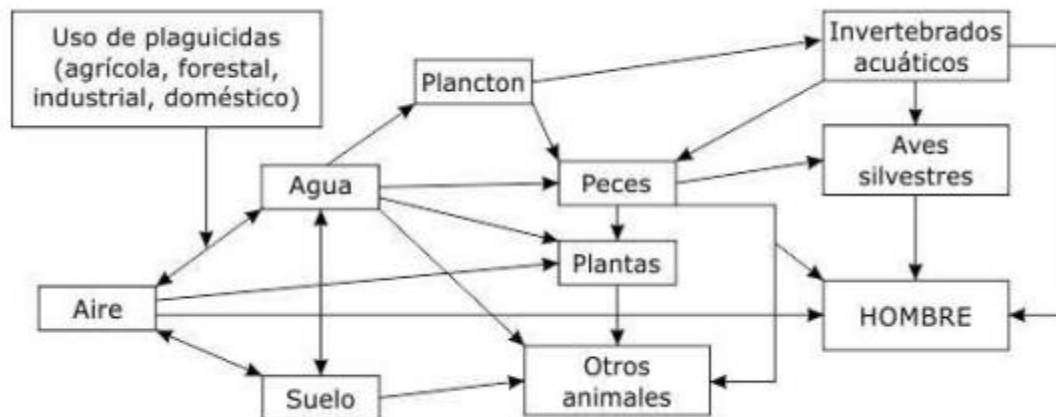 Uso de plaguicidas
(agrícola, forestal,
industrial, doméstico)
Plancton
Invertebrados
acuáticos
Agua
Peces
Aves
silvestres
Plantas
Aire
HOMBRE
Suelo
Otros
animales